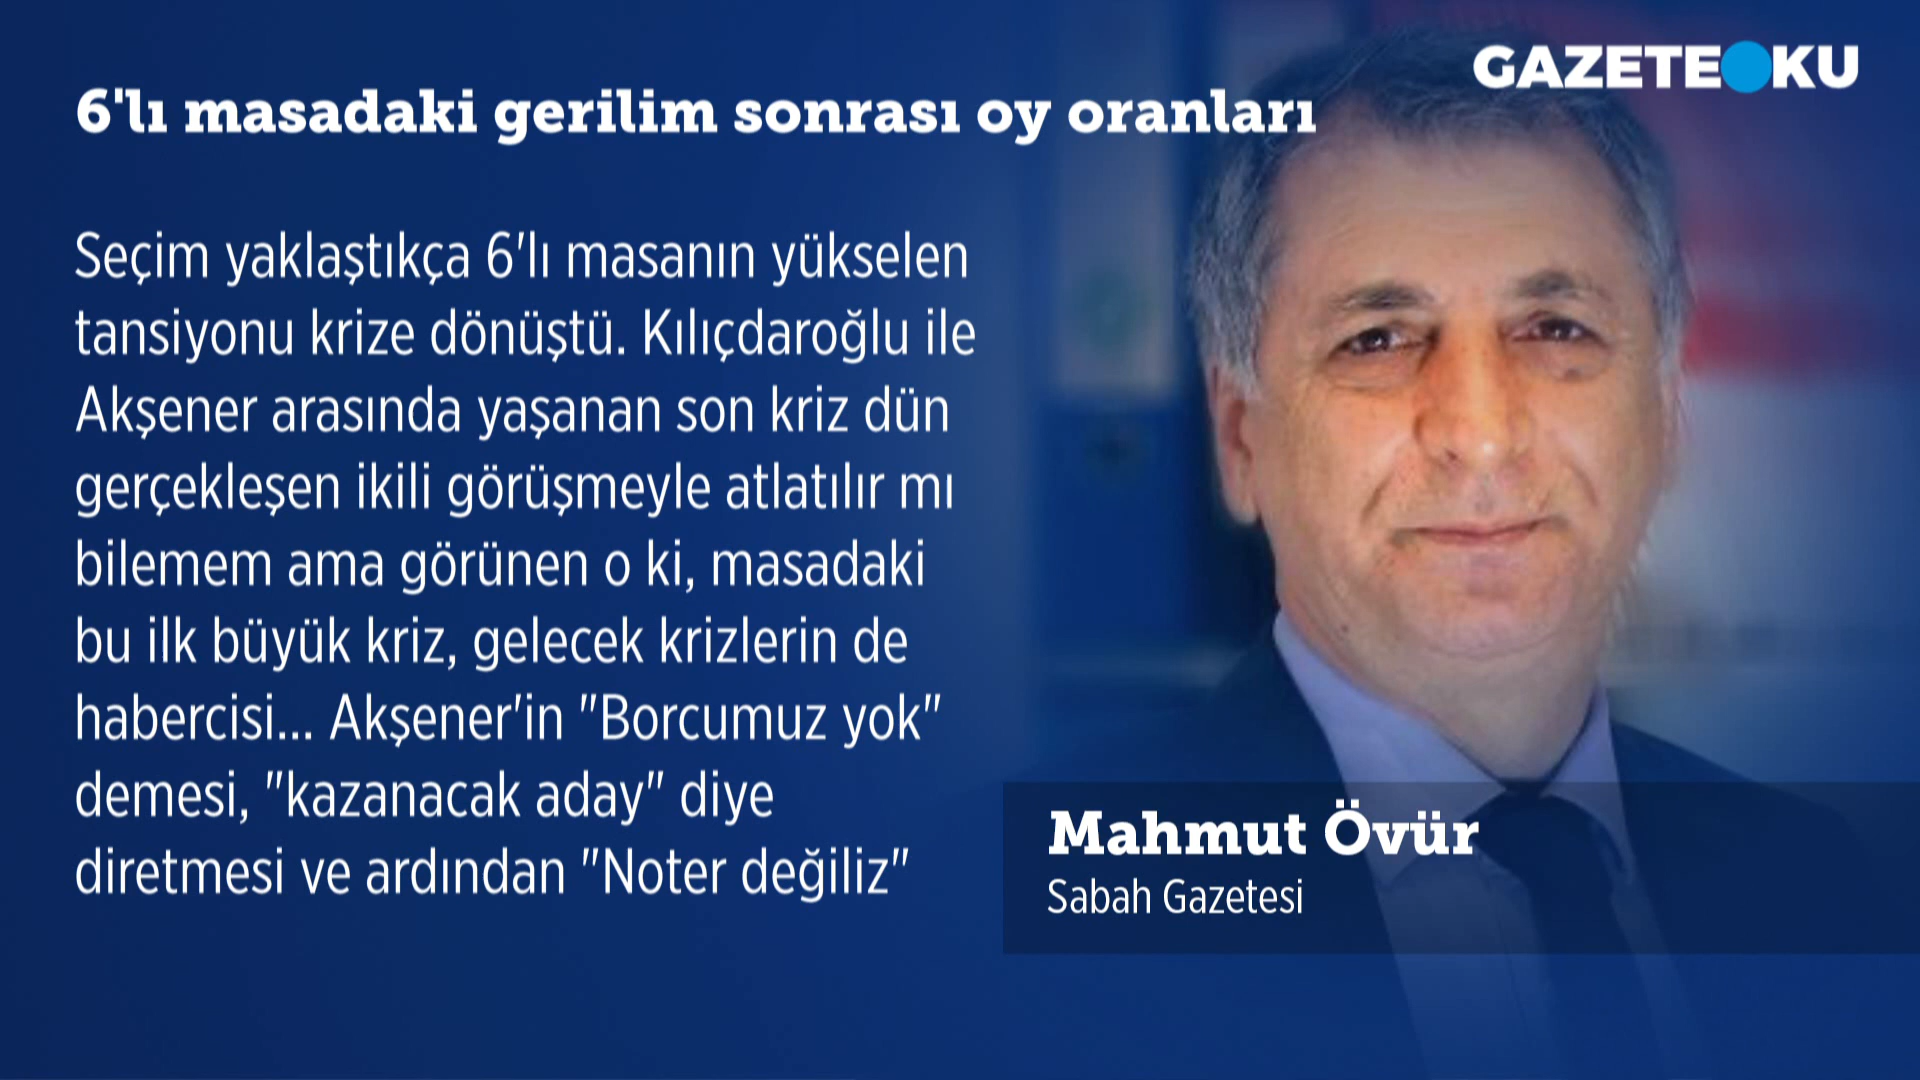 GAZETEOKU
6'lı masadaki gerilim sonrası oy oranları
Seçim yaklaştıkça 6'lı masanın yükselen
tansiyonu krize dönüştü. Kılıçdaroğlu ile
Akşener arasında yaşanan son kriz dün
gerçekleşen ikili görüşmeyle atlatılır mı
bilemem ama görünen o ki, masadaki
bu ilk büyük kriz, gelecek krizlerin de
habercisi... Akşener'in "Borcumuz yok"
demesi, "kazanacak aday" diye
diretmesi ve ardından "Noter değiliz"
Mahmut Övür
Sabah Gazetesi